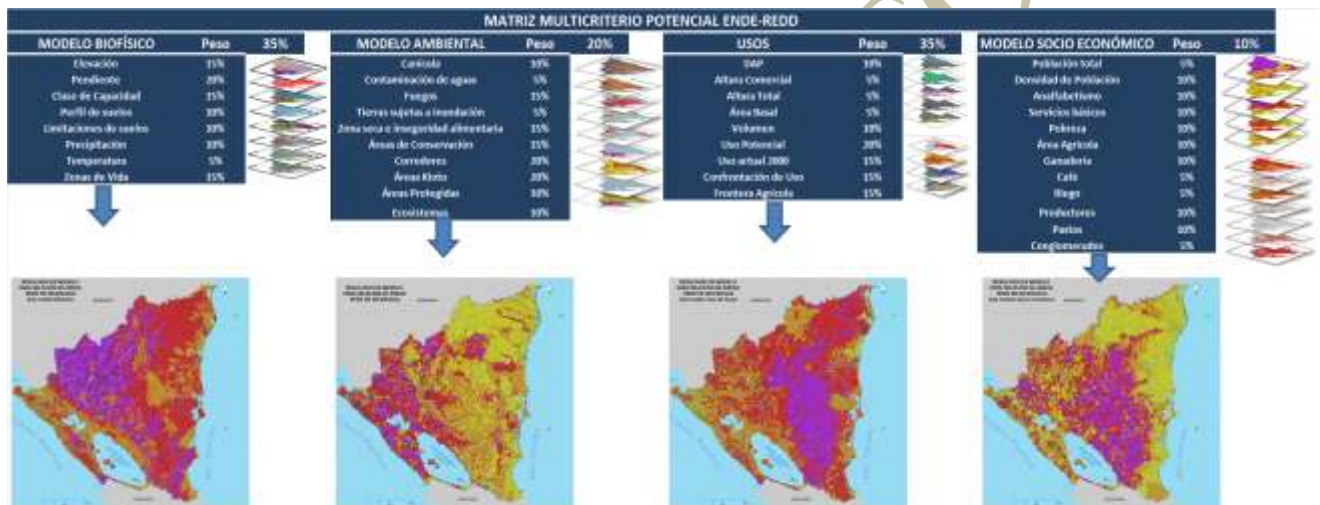 MATRIZ MULTICRITERIO POTENCIAL ENDE-REDD
MODELO BIOFÍSICO Peso 35%
Elevación 15%
Pendiente 20%
Clase de Capacidad 15%
Perfil de suelos 10%
Limitaciones de suelos 10%
Precipitación 10%
Temperatura 5%
Zonas de Vida 15%
MODELO AMBIENTAL Peso 20%
Canícula 10%
Contaminación de aguas 5%
Fuegos 15%
Tierras sujetas a inundación 5%
Zona seca e inseguridad alimentaria 15%
Áreas de Conservación 15%
Corredores 20%
Áreas Kioto 20%
Áreas Protegidas 10%
Ecosistemas 10%
USOS Peso 35%
DAP 10%
Altura Comercial 5%
Altura Total 5%
Área Basal 5%
Volumen 10%
Uso Potencial 20%
Uso actual 2000 15%
Confrontación de Uso 15%
Frontera Agrícola 15%
MODELO SOCIO ECONÓMICO Peso 10%
Población total 5%
Densidad de Población 10%
Analfabetismo 10%
Servicios básicos 10%
Pobreza 10%
Área Agrícola 10%
Ganadería 10%
Café 5%
Riego 5%
Productores 10%
Pastos 10%
Conglomerados 5%